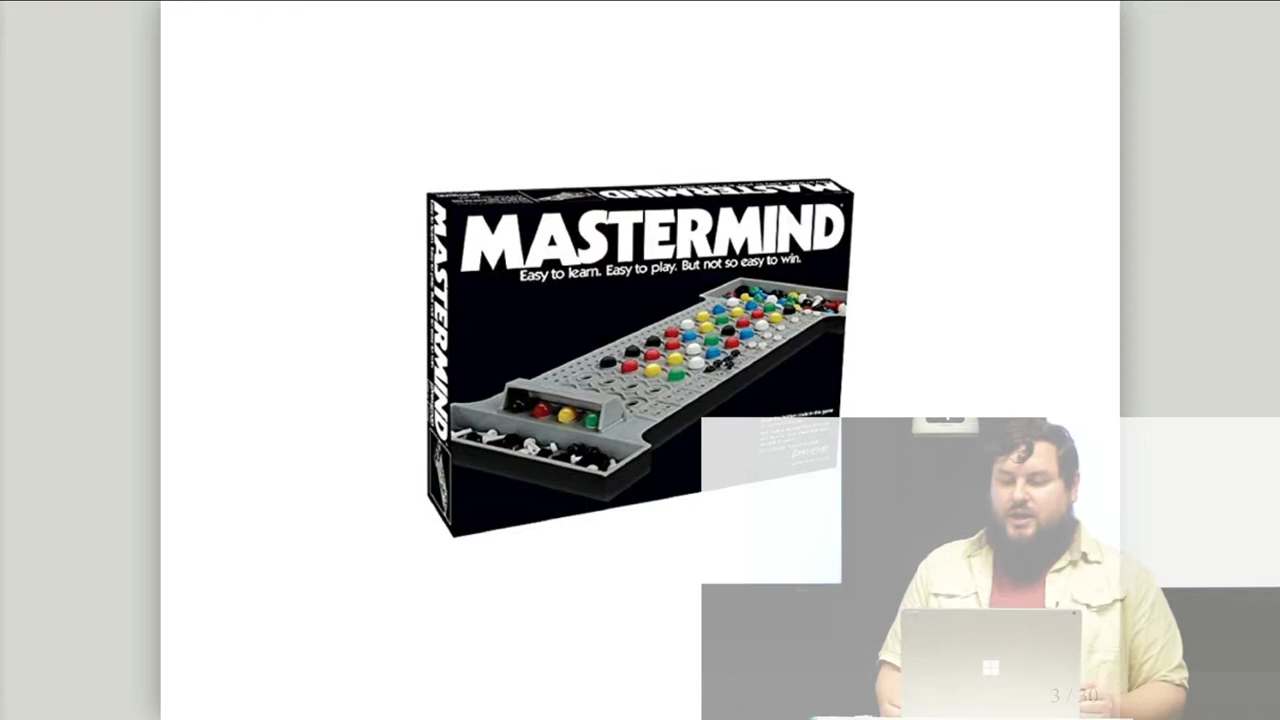 MASTERMIND
MASTERMIND
MASTERMIND
Easy to learn. Easy to play. But not so easy to win.
3 / 30